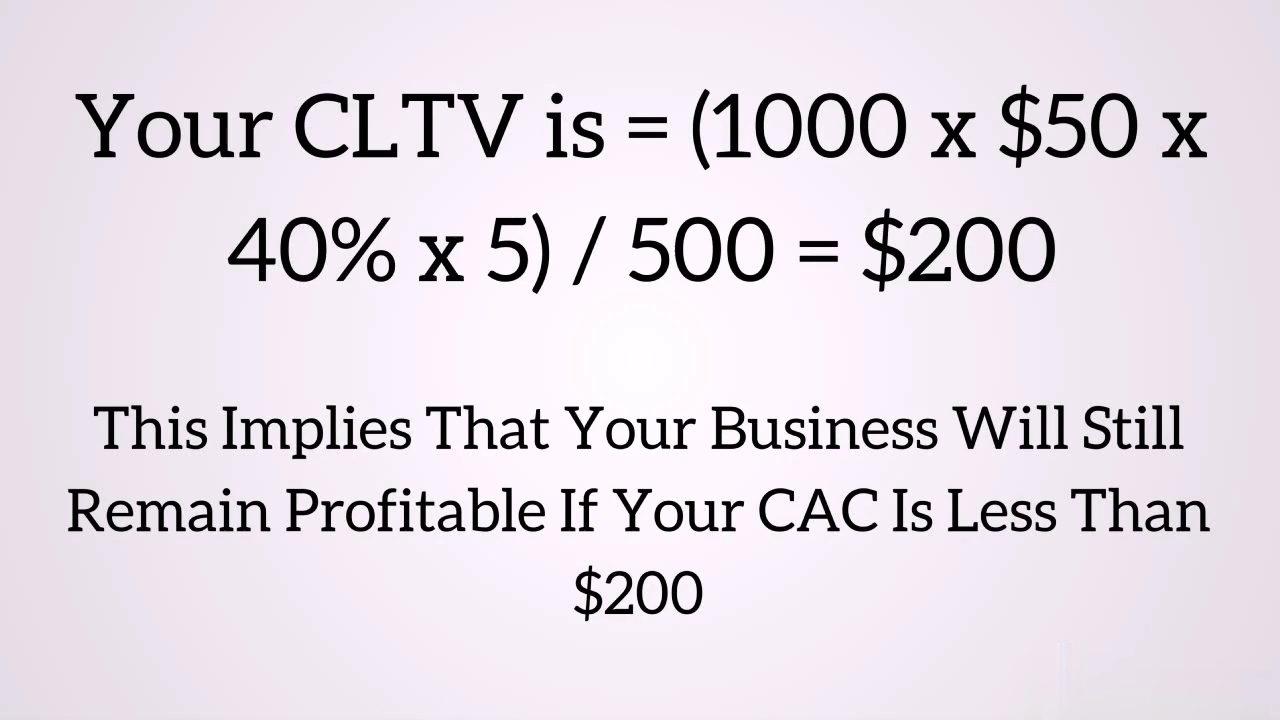 Your CLTV is = (1000 x $50 x
40% x 5) / 500 = $200
This Implies That Your Business Will Still
Remain Profitable If Your CAC Is Less Than
$200